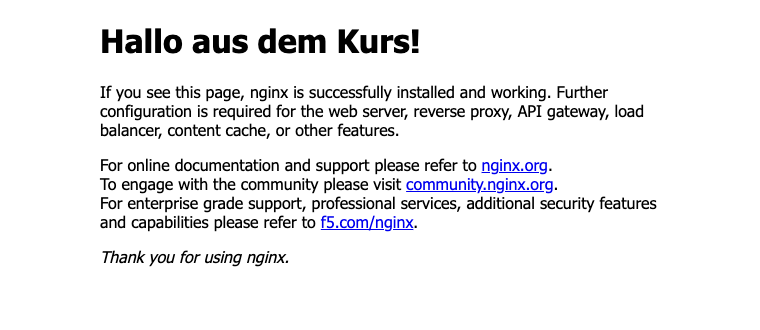 Hallo aus dem Kurs!
If you see this page, nginx is successfully installed and working. Further
configuration is required for the web server, reverse proxy, API gateway, load
balancer, content cache, or other features.
For online documentation and support please refer to nginx.org.
To engage with the community please visit community.nginx.org.
For enterprise grade support, professional services, additional security features
and capabilities please refer to f5.com/nginx.
Thank you for using nginx.